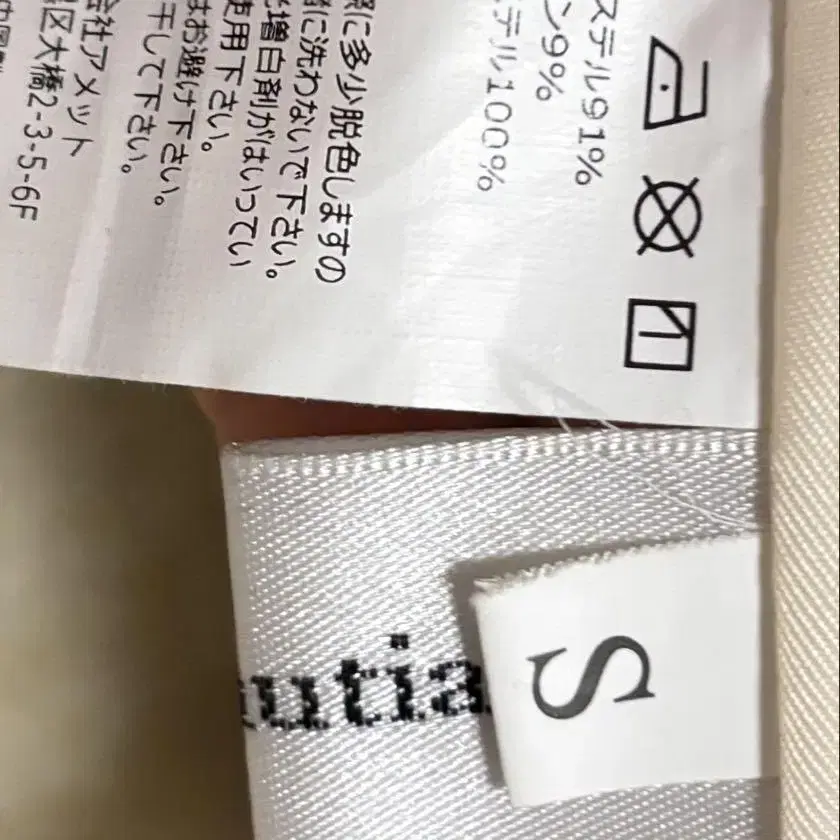 ステル91%
ン9%
ステル100%
際に多少脱色しますの
緒に洗わないで下さい。
光増白剤がはいってい
使用下さい。
はお避け下さい。
干して下さい。
会社アメット
区大橋2-3-5-6F
utia
S